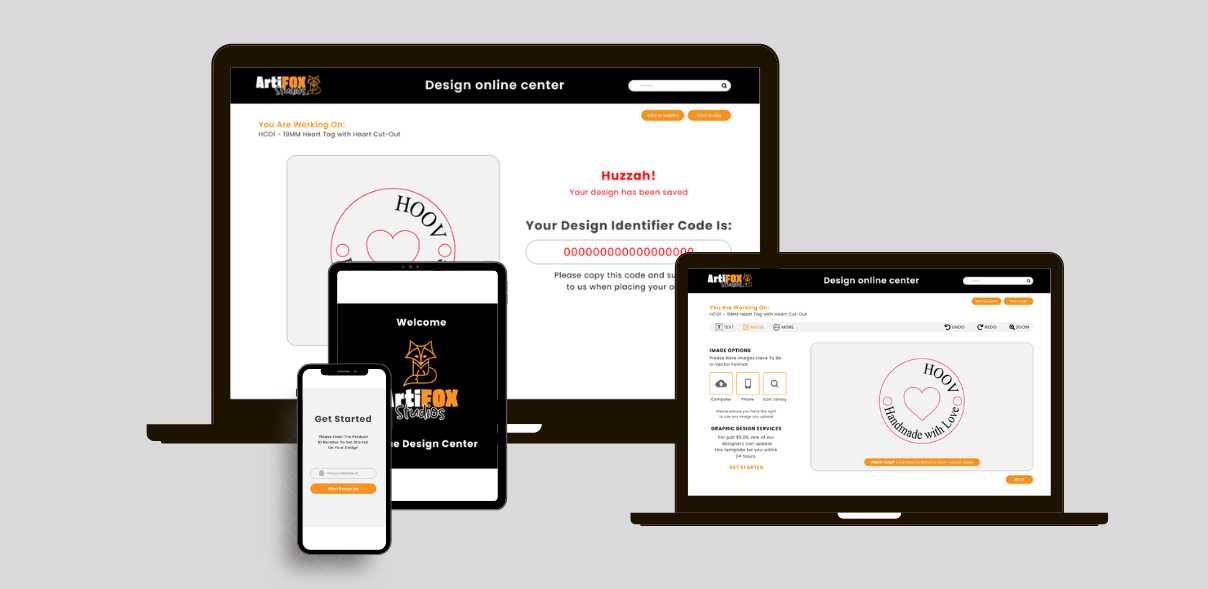 ArtiFOX
Studios
Design online center
Search
Back to website
Back to etsy
You Are Working On:
HC01 - 19MM Heart Tag with Heart Cut-Out
HOOV
Huzzah!
Your design has been saved
Your Design Identifier Code Is:
000000000000000000
Please copy this code and su
to us when placing your o
Welcome
ArtiFOX
Studios
ne Design Center
Get Started
Please Enter The Product
ID Number To Get Started
On Your Design
Start Designing
ArtiFOX
Studios
Design online center
You Are Working On:
HC01 - 19MM Heart Tag with Heart Cut-Out
T TEXT
IMAGE
MORE
UNDO
REDO
ZOOM
IMAGE OPTIONS
Please Note Images Have To Be
In Vector Format.
Computer
Phone
Icon Library
Please ensure you have the right
to use any image you upload
GRAPHIC DESIGN SERVICES
For just $5.00, one of our
designers can update
this template for you within
24 hours.
GET STARTED
HOOV
Handmade with Love
Need Help? Click Here To Watch A Short Tutorial Video
NEXT